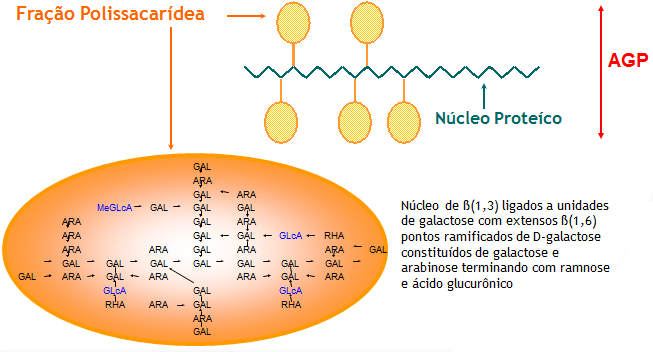 Fração Polissacarídea
AGP
Núcleo Proteíco
GAL
ARA
GAL ARA
MeGLcA GAL GAL GAL
ARA GAL ARA
ARA GAL GAL GLcA RHA
ARA ARA GAL ARA ARA GAL
GAL GAL GAL GAL GAL GAL GAL
GAL ARA ARA GAL GAL ARA GAL ARA
GLcA GAL GLcA
RHA ARA GAL RHA
ARA
GAL
Núcleo de ß(1,3) ligados a unidades
de galactose com extensos ß(1,6)
pontos ramificados de D-galactose
constituídos de galactose e
arabinose terminando com ramnose
e ácido glucurônico